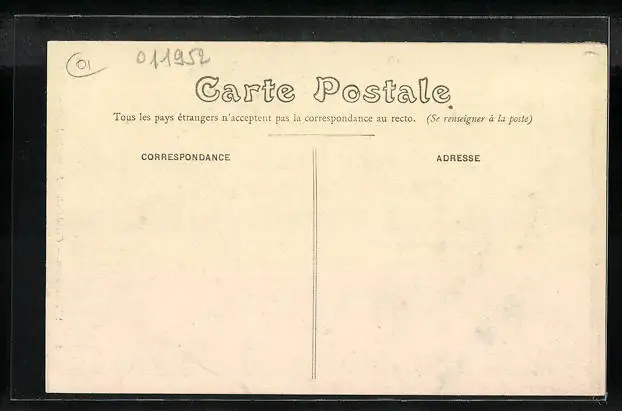 01
011952
Carte Postale
Tous les pays étrangers n'acceptent pas la correspondance au recto. (Se renseigner à la poste)
CORRESPONDANCE
ADRESSE